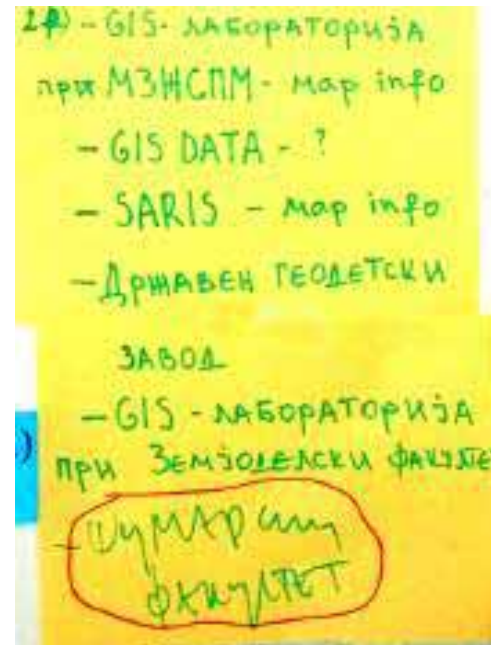 2) - GIS - ЛАБОРАТОРИЈА
при МЗЖСПМ - Map info
- GIS DATA - ?
- SARIS - Map info
- ДРЖАВЕН ГЕОДЕТСКИ
ЗАВОД
- GIS - ЛАБОРАТОРИЈА
при ЗЕМЈОДЕЛСКИ ФАКУЛТЕ
- ШУМАРСКИ
ФАКУЛТЕТ